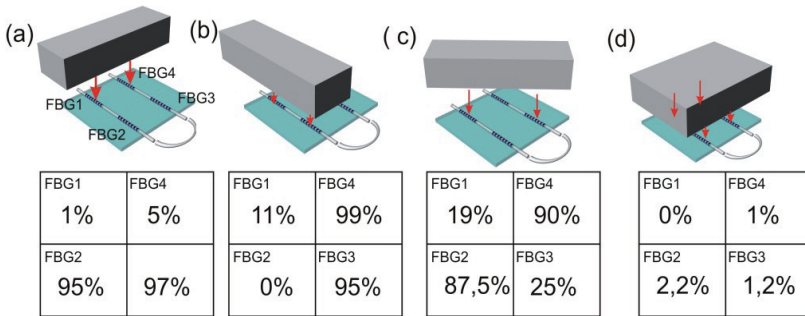 (a)
(b)
( c)
(d)
FBG4
FBG1
FBG3
FBG2
FBG1
FBG4
1%
5%
FBG2
95%
97%
FBG1
FBG4
11%
99%
FBG2
FBG3
0%
95%
FBG1
FBG4
19%
90%
FBG2
FBG3
87,5%
25%
FBG1
FBG4
0%
1%
FBG2
FBG3
2,2%
1,2%